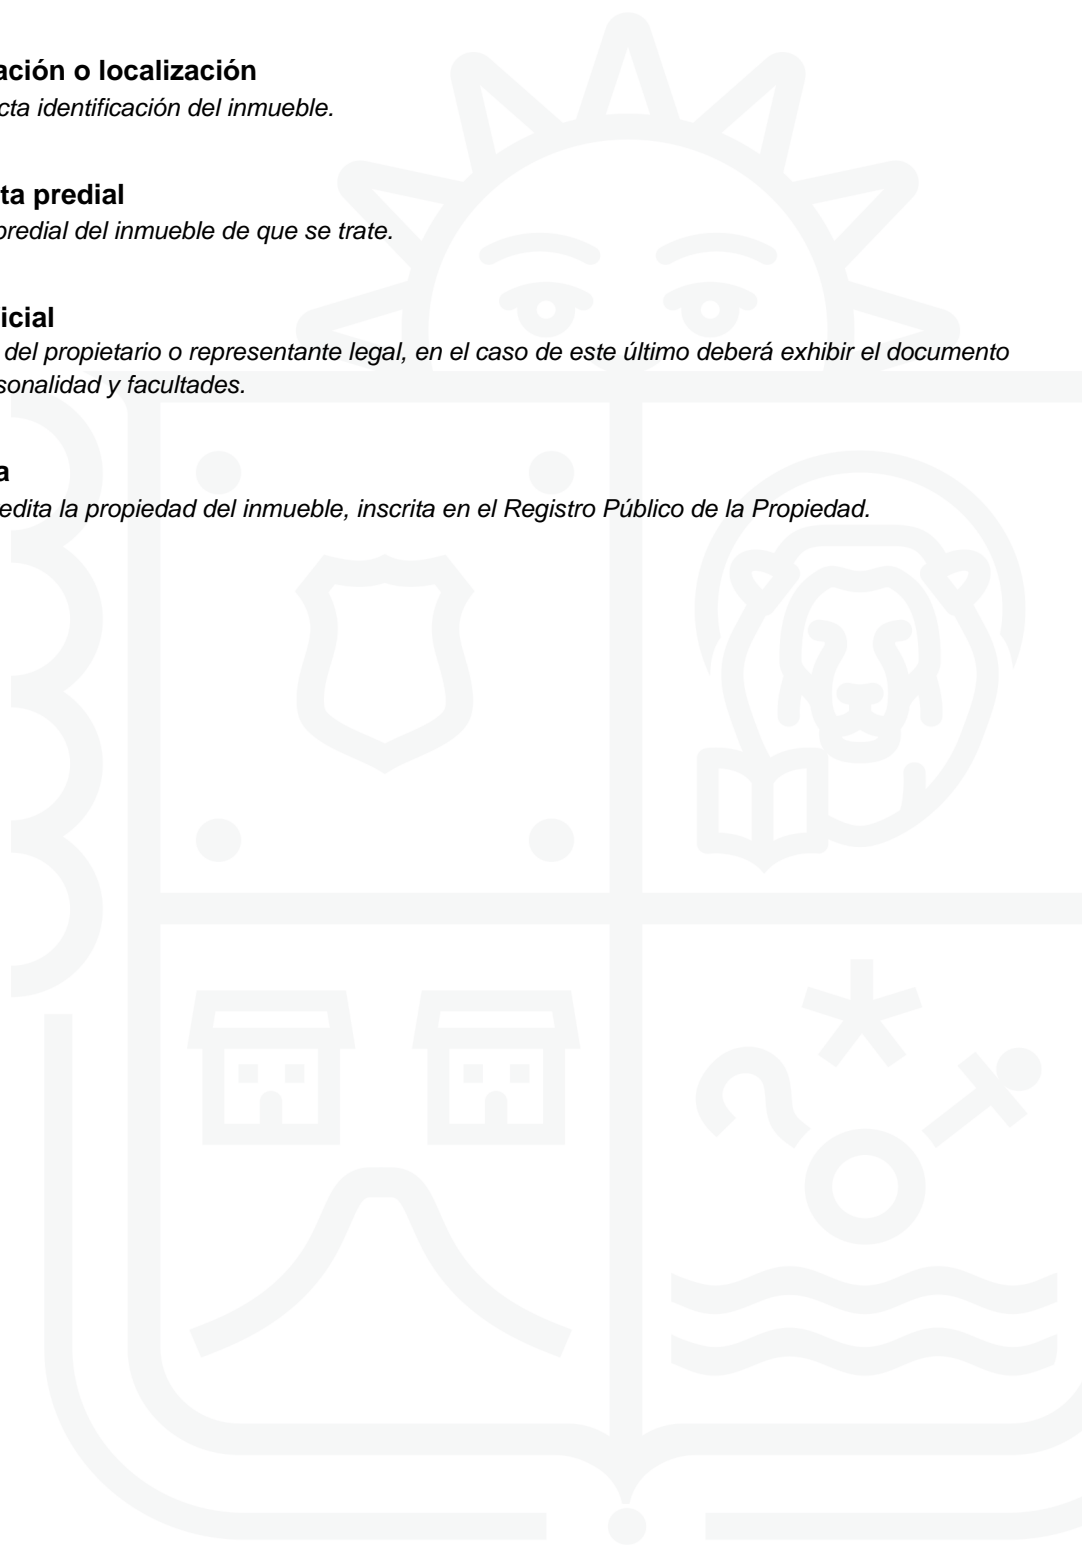 ación o localización
cta identificación del inmueble.
ta predial
predial del inmueble de que se trate.
icial
del propietario o representante legal, en el caso de este último deberá exhibir el documento
sonalidad y facultades.
a
edita la propiedad del inmueble, inscrita en el Registro Público de la Propiedad.